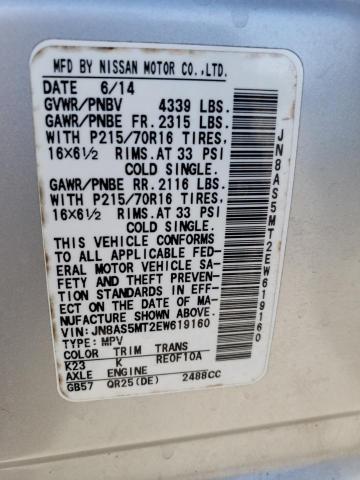 MFD BY NISSAN MOTOR CO.,LTD.
DATE 6/14
GVWR/PNBV 4339 LBS.
GAWR/PNBE FR. 2315 LBS.
WITH P215/70R16 TIRES,
16X6½ RIMS.AT 33 PSI
COLD SINGLE.
GAWR/PNBE RR. 2116 LBS.
WITH P215/70R16 TIRES,
16X6½ RIMS.AT 33 PSI
COLD SINGLE.
THIS VEHICLE CONFORMS
TO ALL APPLICABLE FED-
ERAL MOTOR VEHICLE SA-
FETY AND THEFT PREVEN-
TION STANDARDS IN EFF-
ECT ON THE DATE OF MA-
NUFACTURE SHOWN ABOVE.
VIN: JN8AS5MT2EW619160
TYPE: MPV
COLOR TRIM TRANS
K23 K RE0F10A
AXLE ENGINE
GB57 QR25(DE) 2488CC
JN8AS5MT2EW619160